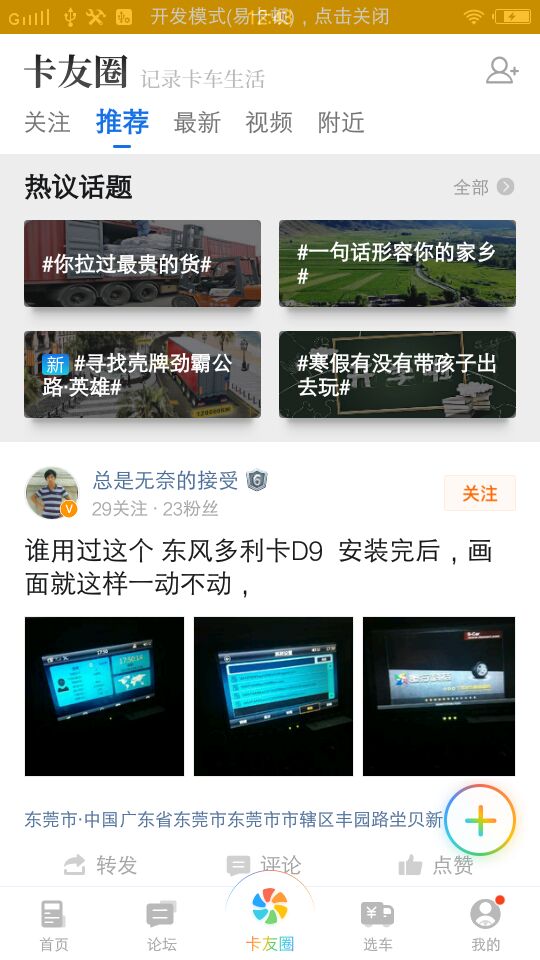 开发模式(易卡顿)，点击关闭
卡友圈 记录卡车生活
关注 推荐 最新 视频 附近
热议话题 全部
#你拉过最贵的货#
#一句话形容你的家乡
#
新 #寻找壳牌劲霸公
路·英雄#
#寒假有没有带孩子出
去玩#
总是无奈的接受 6
29关注 · 23粉丝
关注
谁用过这个 东风多利卡D9 安装完后，画
面就这样一动不动，
东莞市·中国广东省东莞市东莞市市辖区丰园路坣贝新
转发 评论 点赞
首页 论坛 卡友圈 选车 我的